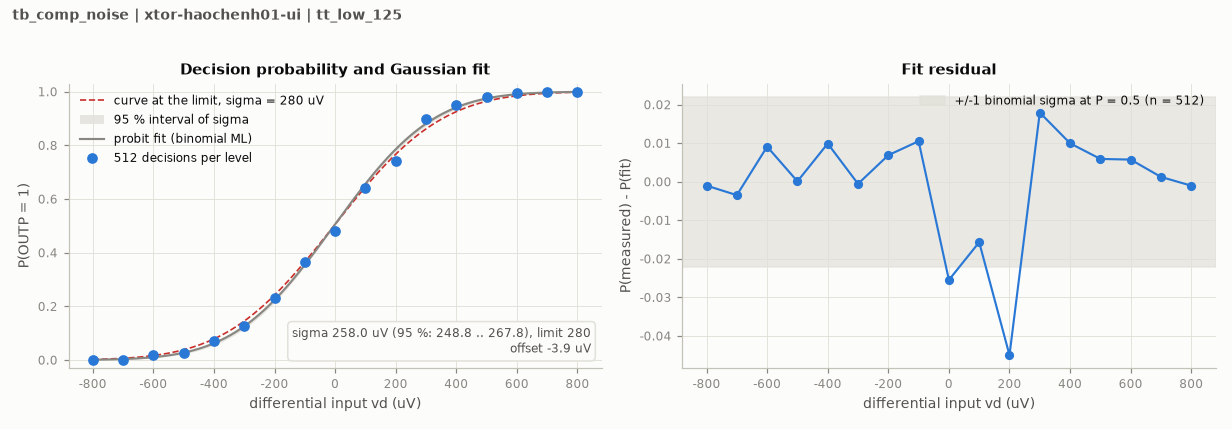 tb_comp_noise | xtor-haochenh01-ui | tt_low_125
Decision probability and Gaussian fit
curve at the limit, sigma = 280 uV
95 % interval of sigma
probit fit (binomial ML)
512 decisions per level
P(OUTP = 1)
1.0
0.8
0.6
0.4
0.2
0.0
sigma 258.0 uV (95 %: 248.8 .. 267.8), limit 280
offset -3.9 uV
-800 -600 -400 -200 0 200 400 600 800
differential input vd (uV)
Fit residual
+/-1 binomial sigma at P = 0.5 (n = 512)
P(measured) - P(fit)
0.02
0.01
0.00
-0.01
-0.02
-0.03
-0.04
-800 -600 -400 -200 0 200 400 600 800
differential input vd (uV)